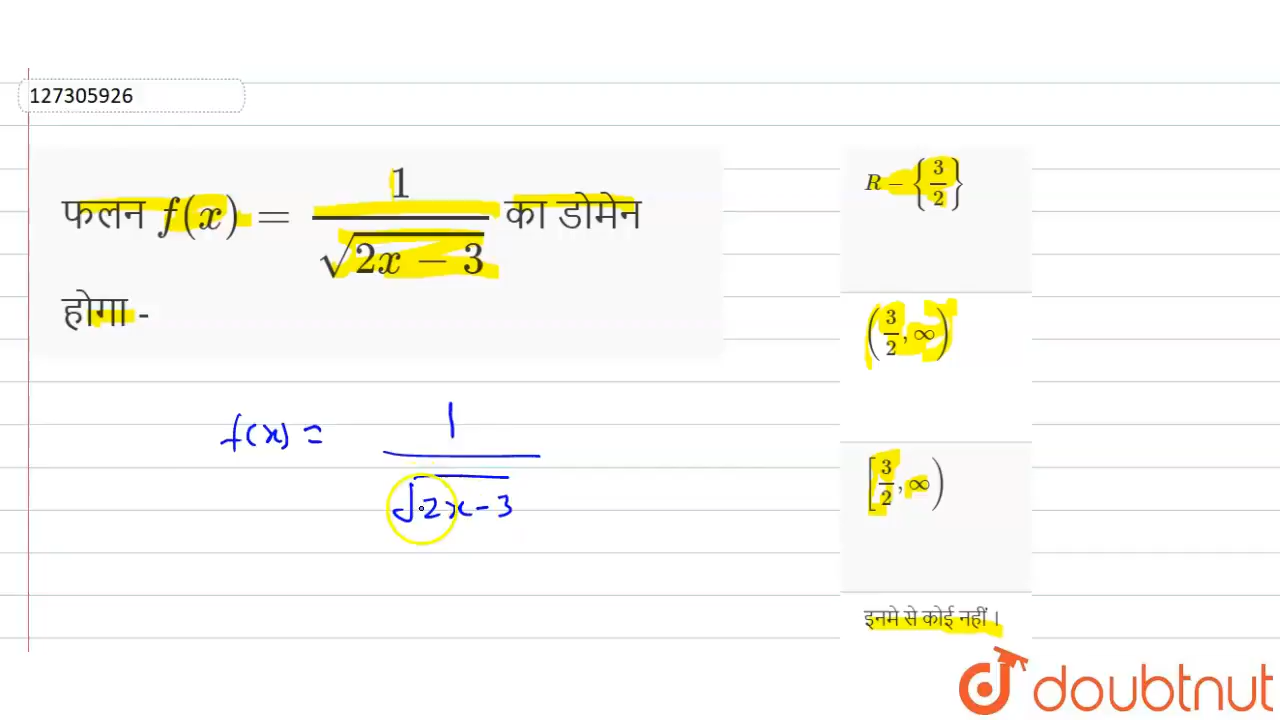 127305926
फलन f(x) = 1/√(2x − 3) का डोमेन
होगा -
f(x) = 1/√(2x-3)
R − {3/2}
(3/2, ∞)
[3/2, ∞)
इनमे से कोई नहीं ।
doubtnut